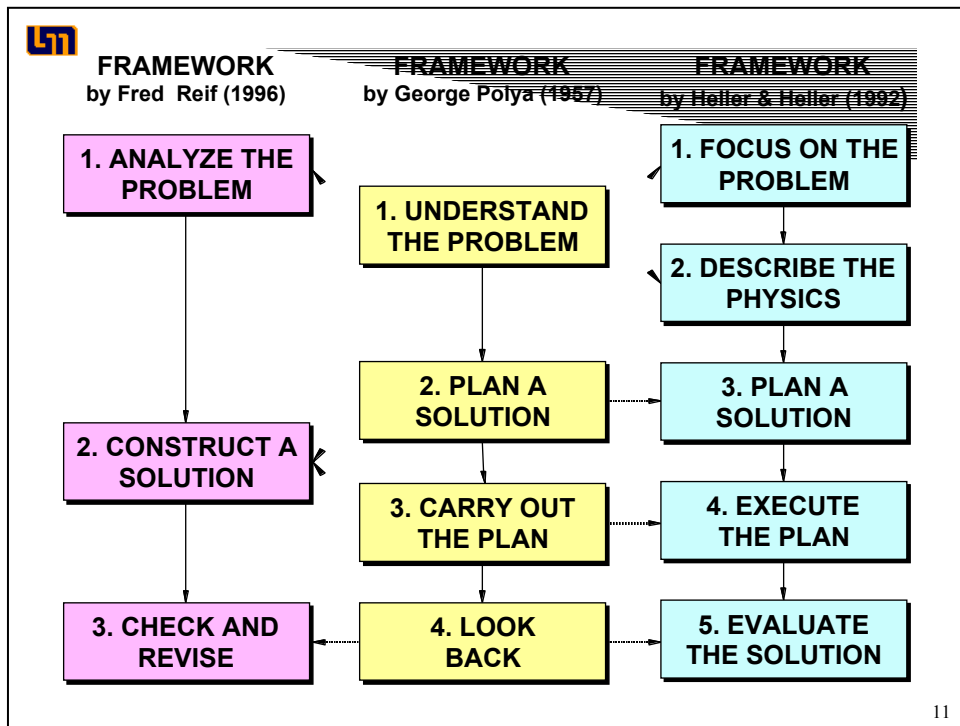 FRAMEWORK
by Fred Reif (1996)
1. ANALYZE THE
PROBLEM
2. CONSTRUCT A
SOLUTION
3. CHECK AND
REVISE
FRAMEWORK
by George Polya (1957)
1. UNDERSTAND
THE PROBLEM
2. PLAN A
SOLUTION
3. CARRY OUT
THE PLAN
4. LOOK
BACK
FRAMEWORK
by Heller & Heller (1992)
1. FOCUS ON THE
PROBLEM
2. DESCRIBE THE
PHYSICS
3. PLAN A
SOLUTION
4. EXECUTE
THE PLAN
5. EVALUATE
THE SOLUTION
11